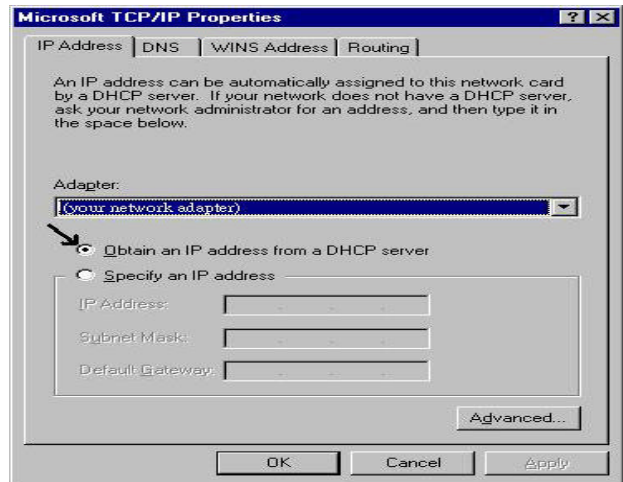 Microsoft TCP/IP Properties
IP Address DNS WINS Address Routing
An IP address can be automatically assigned to this network card
by a DHCP server. If your network does not have a DHCP server,
ask your network administrator for an address, and then type it in
the space below.
Adapter:
(your network adapter)
Obtain an IP address from a DHCP server
Specify an IP address
IP Address:
Subnet Mask:
Default Gateway:
Advanced...
OK Cancel Apply